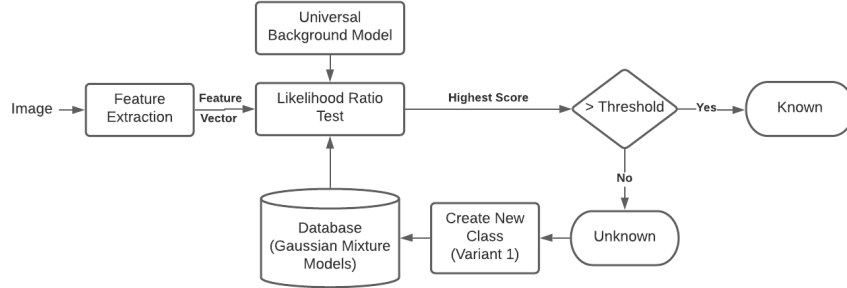 Universal
Background Model
Image
Feature
Extraction
Feature
Vector
Likelihood Ratio
Test
Highest Score
> Threshold
Yes
Known
No
Database
(Gaussian Mixture
Models)
Create New
Class
(Variant 1)
Unknown